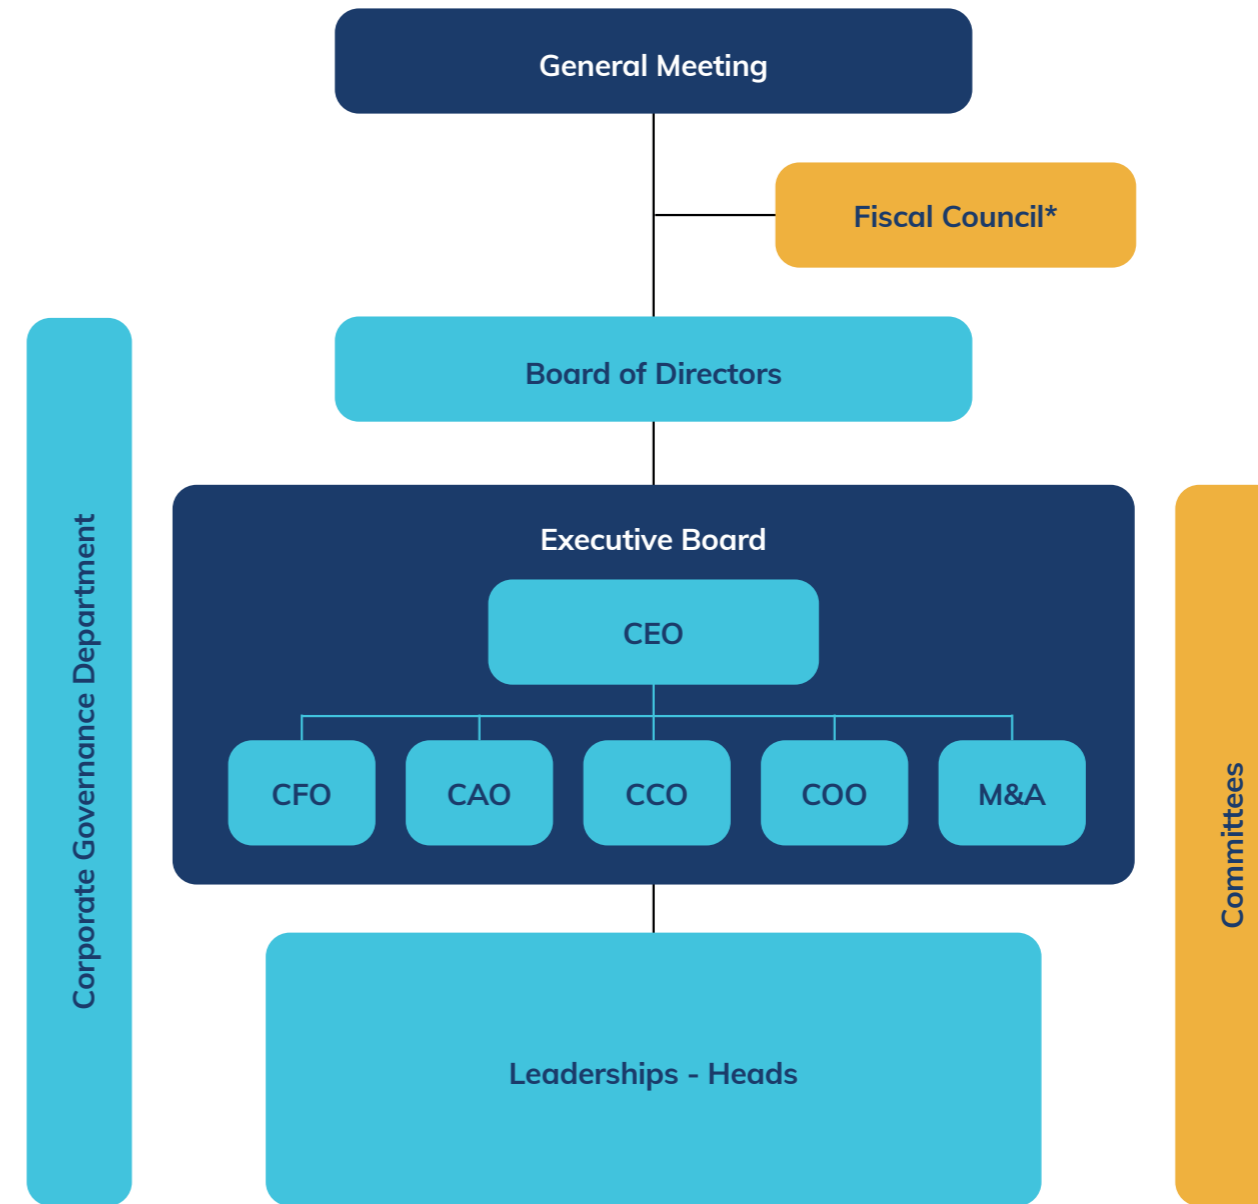 General Meeting
Fiscal Council*
Board of Directors
Corporate Governance Department
Executive Board
CEO
CFO
CAO
CCO
COO
M&A
Committees
Leaderships - Heads